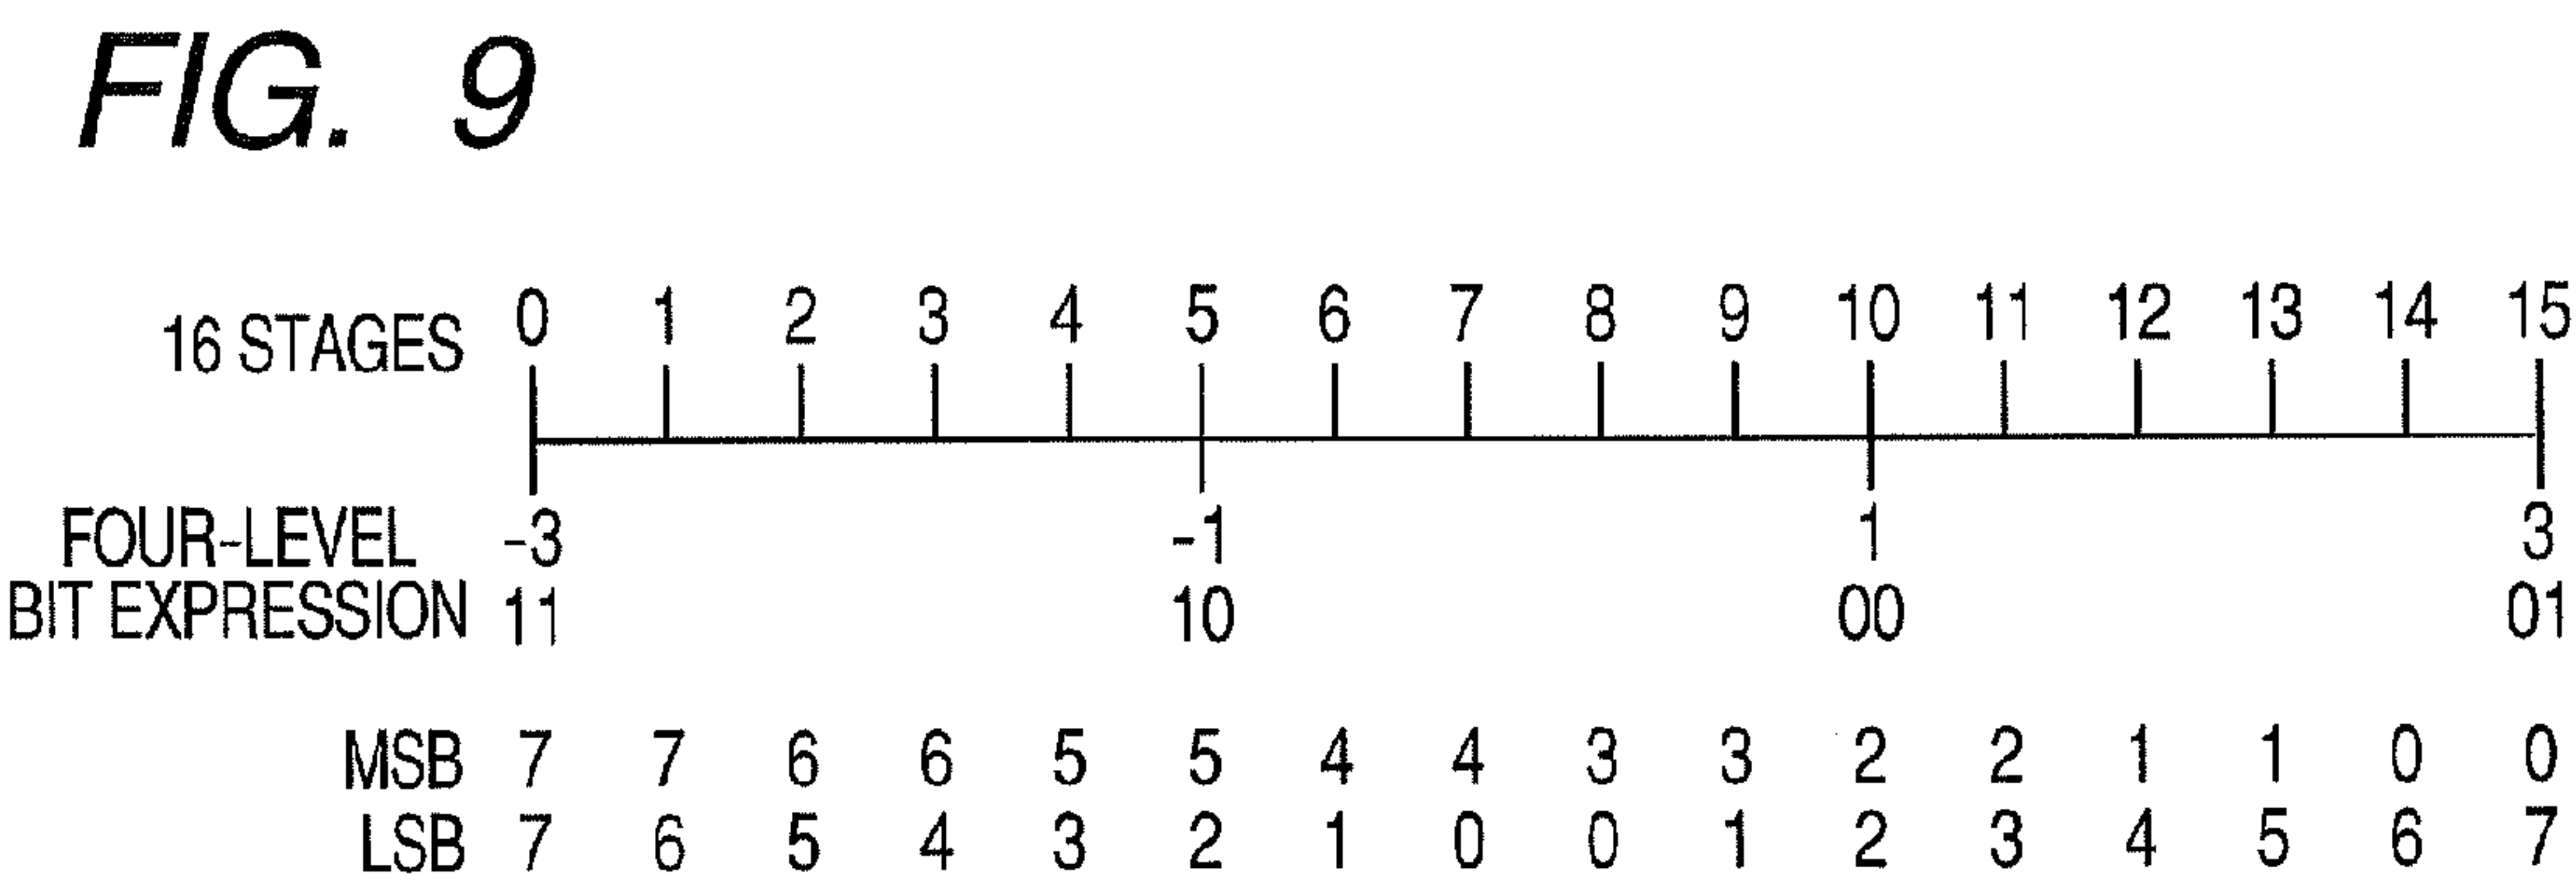 FIG. 9
16 STAGES 0 1 2 3 4 5 6 7 8 9 10 11 12 13 14 15
FOUR-LEVEL -3 -1 1 3
BIT EXPRESSION 11 10 00 01
MSB 7 7 6 6 5 5 4 4 3 3 2 2 1 1 0 0
LSB 7 6 5 4 3 2 1 0 0 1 2 3 4 5 6 7